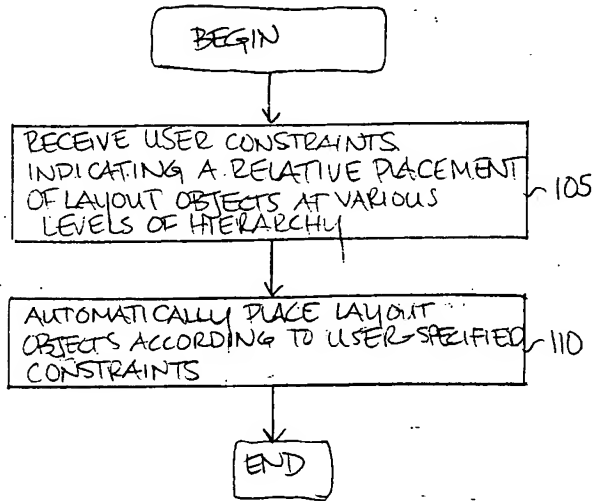 BEGIN
RECEIVE USER CONSTRAINTS
INDICATING A RELATIVE PLACEMENT
OF LAYOUT OBJECTS AT VARIOUS
LEVELS OF HIERARCHY
105
AUTOMATICALLY PLACE LAYOUT
OBJECTS ACCORDING TO USER-SPECIFIED
CONSTRAINTS
110
END